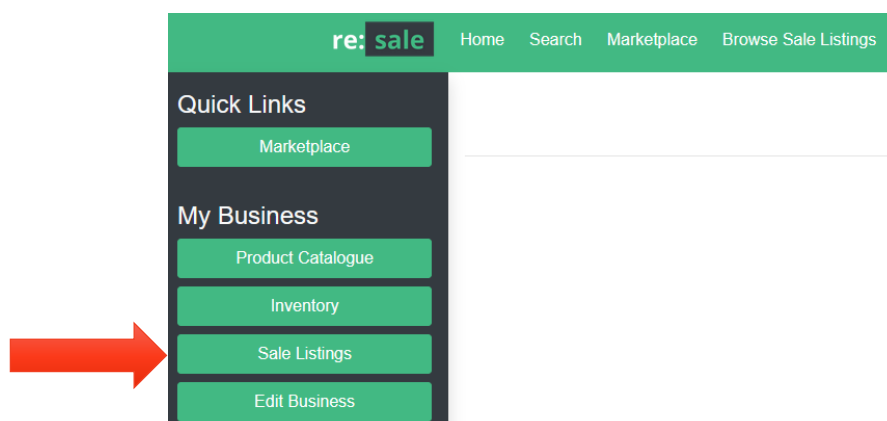 re: sale Home Search Marketplace Browse Sale Listings
Quick Links
Marketplace
My Business
Product Catalogue
Inventory
Sale Listings
Edit Business